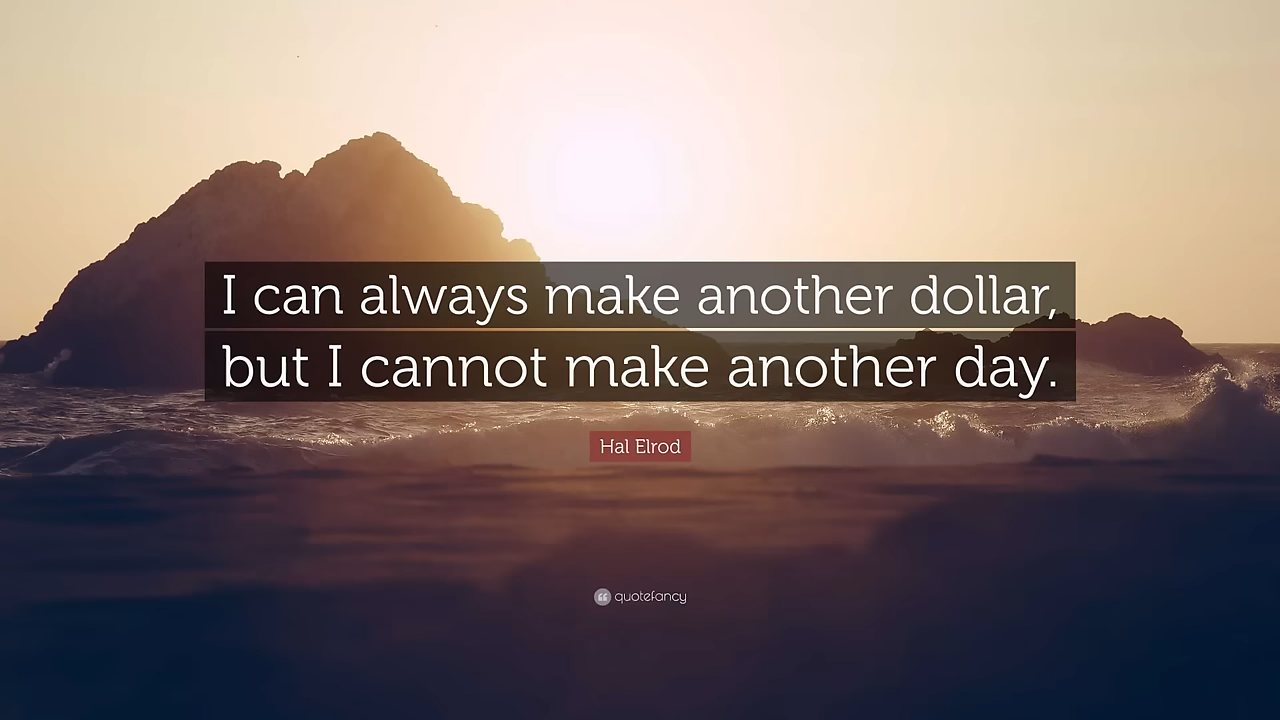 I can always make another dollar,
but I cannot make another day.
Hal Elrod
quotefancy